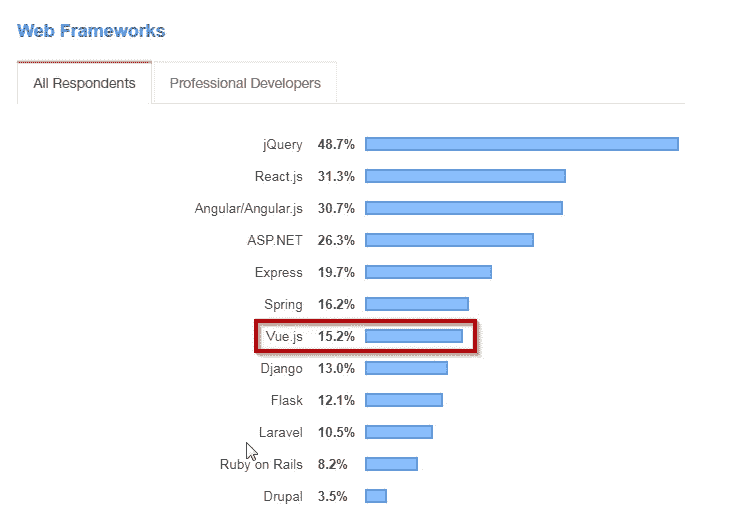 Web Frameworks
All Respondents Professional Developers
jQuery 48.7%
React.js 31.3%
Angular/Angular.js 30.7%
ASP.NET 26.3%
Express 19.7%
Spring 16.2%
Vue.js 15.2%
Django 13.0%
Flask 12.1%
Laravel 10.5%
Ruby on Rails 8.2%
Drupal 3.5%